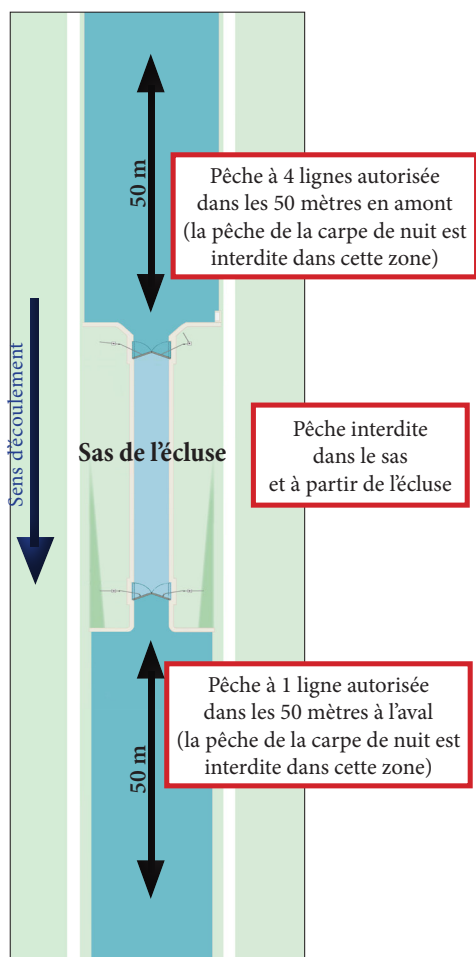 50 m
Pêche à 4 lignes autorisée
dans les 50 mètres en amont
(la pêche de la carpe de nuit est
interdite dans cette zone)
Sens d'écoulement
Sas de l'écluse
Pêche interdite
dans le sas
et à partir de l'écluse
50 m
Pêche à 1 ligne autorisée
dans les 50 mètres à l'aval
(la pêche de la carpe de nuit est
interdite dans cette zone)